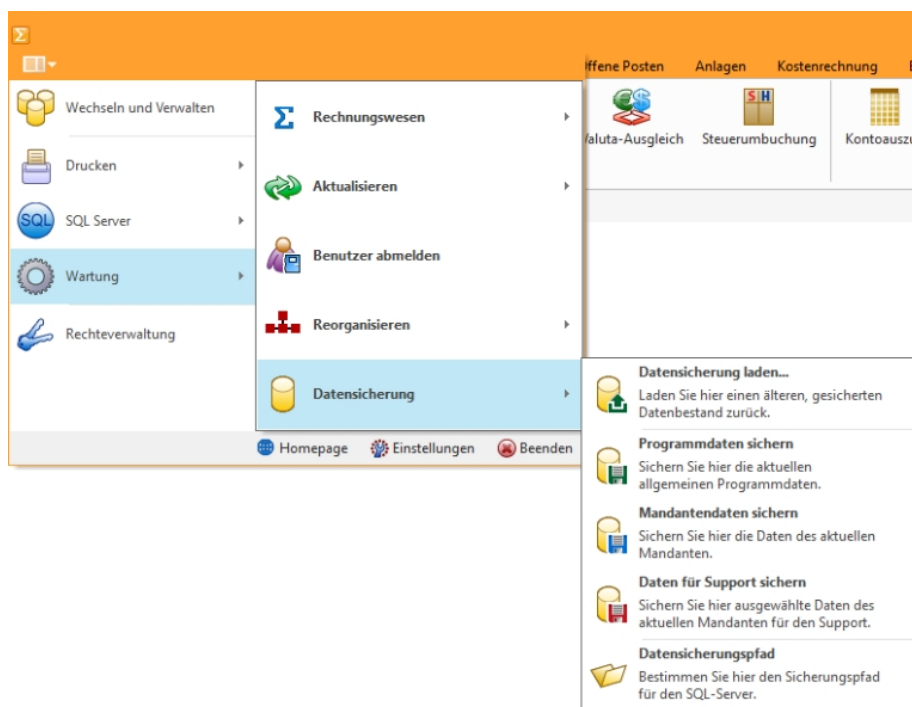 Offene Posten Anlagen Kostenrechnung
Valuta-Ausgleich Steuerumbuchung
S H
Wechseln und Verwalten
Drucken
SQL
SQL Server
Wartung
Rechteverwaltung
Σ
Rechnungswesen
Aktualisieren
Benutzer abmelden
Reorganisieren
Datensicherung
Homepage Einstellungen Beenden
Datensicherung laden...
Laden Sie hier einen älteren, gesicherten
Datenbestand zurück.
Programmdaten sichern
Sichern Sie hier die aktuellen
allgemeinen Programmdaten.
Mandantendaten sichern
Sichern Sie hier die Daten des aktuellen
Mandanten.
Daten für Support sichern
Sichern Sie hier ausgewählte Daten des
aktuellen Mandanten für den Support.
Datensicherungspfad
Bestimmen Sie hier den Sicherungspfad
für den SQL-Server.